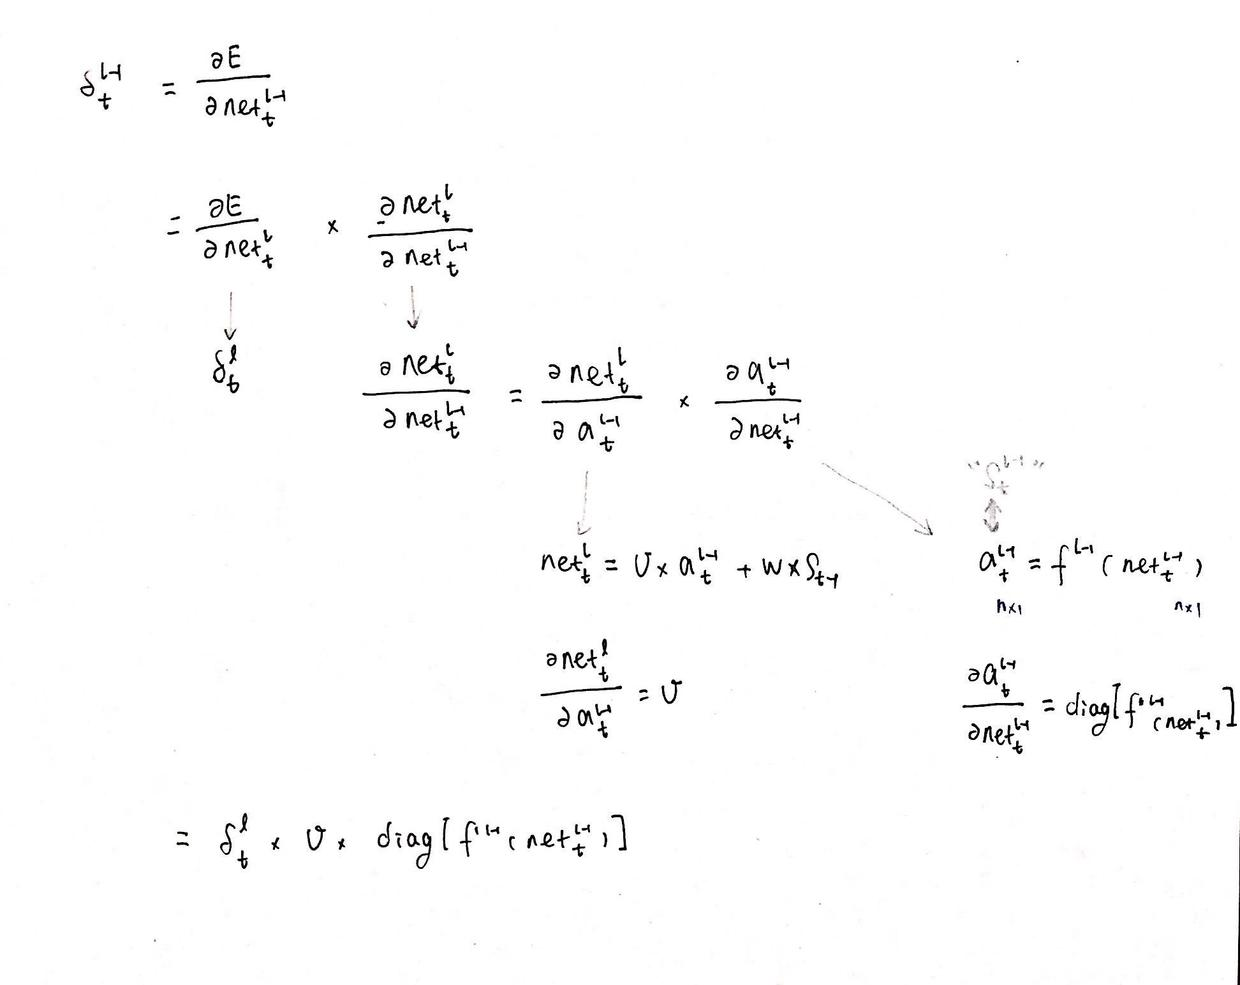 δ_t^{l-1} = ∂E / ∂net_t^{l-1}
= ∂E / ∂net_t^l × ∂net_t^l / ∂net_t^{l-1}
δ_t^l
∂net_t^l / ∂net_t^{l-1} = ∂net_t^l / ∂a_t^{l-1} × ∂a_t^{l-1} / ∂net_t^{l-1}
"S_t^{l-1}"
net_t^l = U × a_t^{l-1} + W × S_{t-1}
a_t^{l-1} = f^{l-1}(net_t^{l-1})
n×1 n×1
∂net_t^l / ∂a_t^{l-1} = U
∂a_t^{l-1} / ∂net_t^{l-1} = diag[f'^{l-1}(net_t^{l-1})]
= δ_t^l × U × diag[f'^{l-1}(net_t^{l-1})]